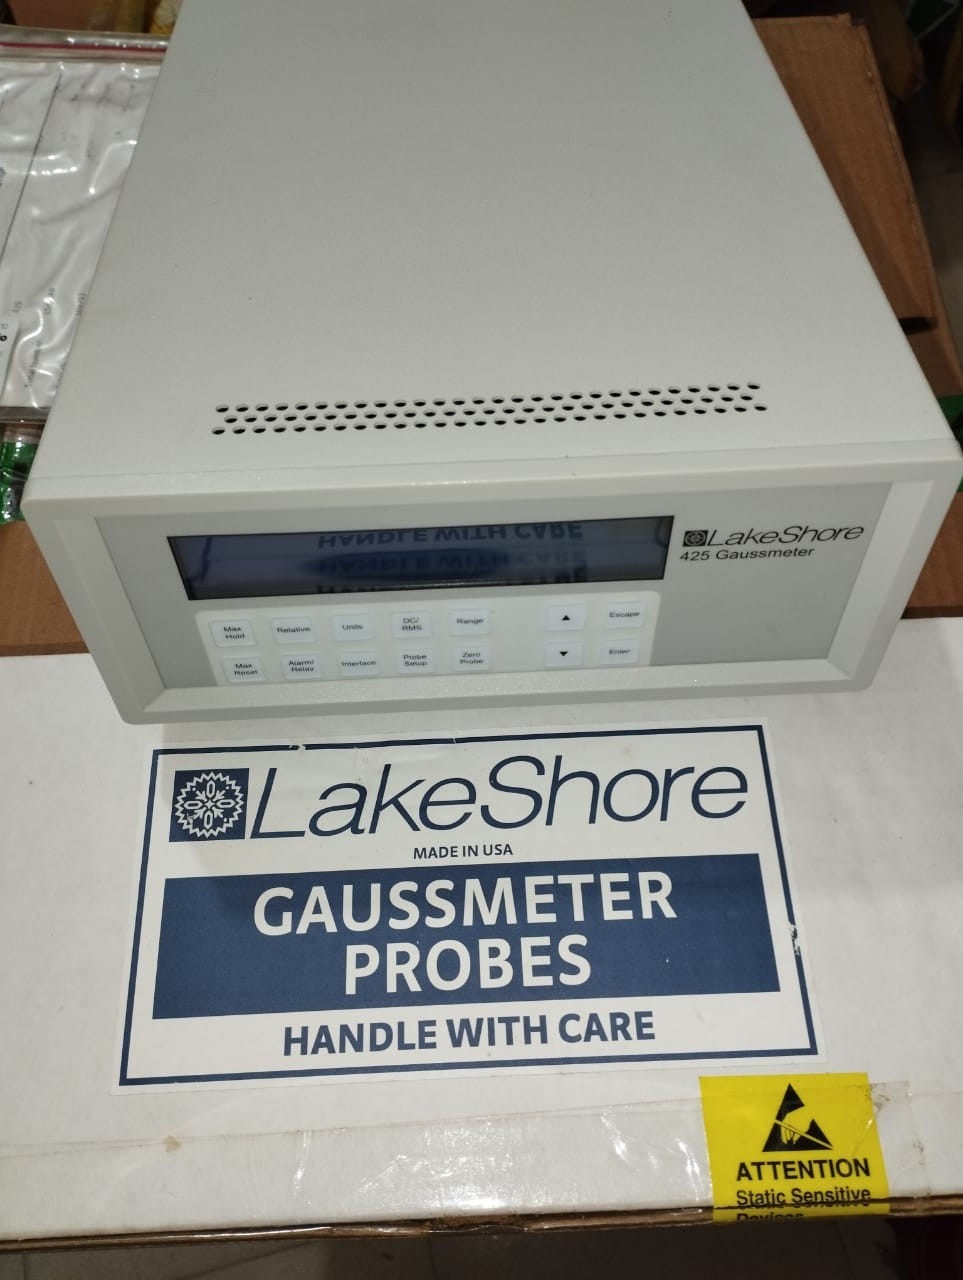 LakeShore
425 Gaussmeter
Max
Hold
Relative
Units
DC/
RMS
Range
▲
Escape
Max
Reset
Alarm/
Relay
Interface
Probe
Setup
Zero
Probe
▼
Enter
LakeShore
MADE IN USA
GAUSSMETER
PROBES
HANDLE WITH CARE
ATTENTION
Static Sensitive
Devices